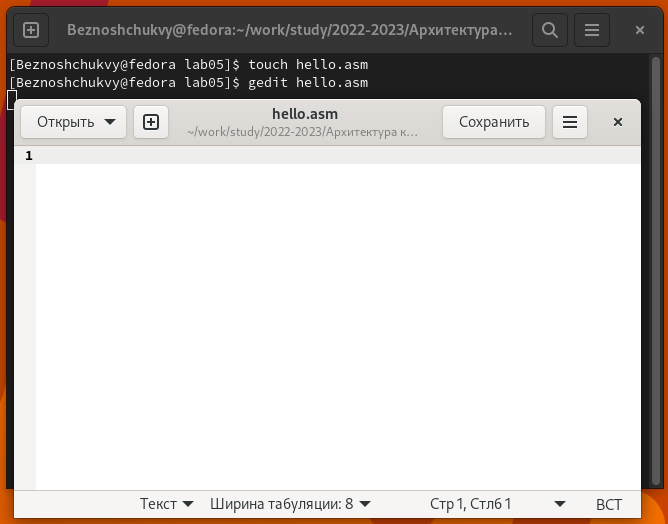 Beznoshchukvy@fedora:~/work/study/2022-2023/Архитектура...
[Beznoshchukvy@fedora lab05]$ touch hello.asm
[Beznoshchukvy@fedora lab05]$ gedit hello.asm
Открыть
hello.asm
~/work/study/2022-2023/Архитектура к...
Сохранить
1
Текст
Ширина табуляции: 8
Стр 1, Стлб 1
ВСТ